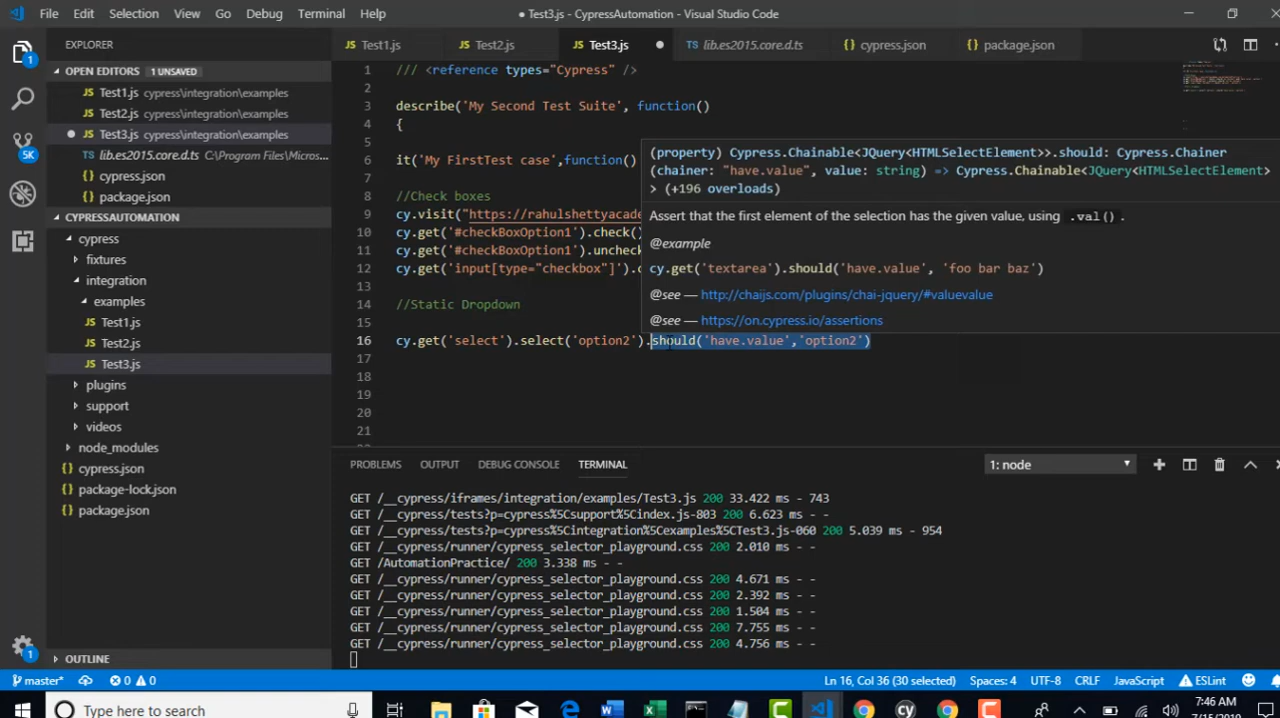 File Edit Selection View Go Debug Terminal Help
● Test3.js - CypressAutomation - Visual Studio Code
EXPLORER
OPEN EDITORS 1 UNSAVED
JS Test1.js cypress\integration\examples
JS Test2.js cypress\integration\examples
● JS Test3.js cypress\integration\examples
TS lib.es2015.core.d.ts C:\Program Files\Micros...
{} cypress.json
{} package.json
CYPRESSAUTOMATION
cypress
fixtures
integration
examples
JS Test1.js
JS Test2.js
JS Test3.js
plugins
support
videos
node_modules
{} cypress.json
{} package-lock.json
{} package.json
OUTLINE
1
5K
1
JS Test1.js JS Test2.js JS Test3.js ● TS lib.es2015.core.d.ts {} cypress.json {} package.json
1 /// <reference types="Cypress" />
2
3 describe('My Second Test Suite', function()
4 {
5
6 it('My FirstTest case',function()
7
8 //Check boxes
9 cy.visit("https://rahulshettyacade
10 cy.get('#checkBoxOption1').check()
11 cy.get('#checkBoxOption1').uncheck
12 cy.get('input[type="checkbox"]').c
13
14 //Static Dropdown
15
16 cy.get('select').select('option2').should('have.value','option2')
17
18
19
20
21
(property) Cypress.Chainable<JQuery<HTMLSelectElement>>.should: Cypress.Chainer
(chainer: "have.value", value: string) => Cypress.Chainable<JQuery<HTMLSelectElement>
> (+196 overloads)
Assert that the first element of the selection has the given value, using .val() .
@example
cy.get('textarea').should('have.value', 'foo bar baz')
@see — http://chaijs.com/plugins/chai-jquery/#valuevalue
@see — https://on.cypress.io/assertions
PROBLEMS OUTPUT DEBUG CONSOLE TERMINAL 1: node
GET /__cypress/iframes/integration/examples/Test3.js 200 33.422 ms - 743
GET /__cypress/tests?p=cypress%5Csupport%5Cindex.js-803 200 6.623 ms - -
GET /__cypress/tests?p=cypress%5Cintegration%5Cexamples%5CTest3.js-060 200 5.039 ms - 954
GET /__cypress/runner/cypress_selector_playground.css 200 2.010 ms - -
GET /AutomationPractice/ 200 3.338 ms - -
GET /__cypress/runner/cypress_selector_playground.css 200 4.671 ms - -
GET /__cypress/runner/cypress_selector_playground.css 200 2.392 ms - -
GET /__cypress/runner/cypress_selector_playground.css 200 1.504 ms - -
GET /__cypress/runner/cypress_selector_playground.css 200 7.755 ms - -
GET /__cypress/runner/cypress_selector_playground.css 200 4.756 ms - -
master* 0 0 Ln 16, Col 36 (30 selected) Spaces: 4 UTF-8 CRLF JavaScript ESLint 1
Type here to search
7:46 AM